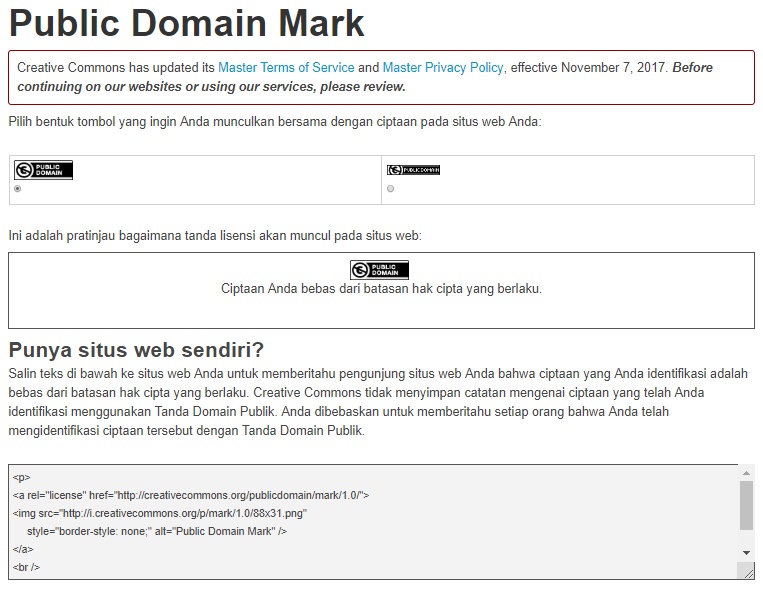 Public Domain Mark
Creative Commons has updated its Master Terms of Service and Master Privacy Policy, effective November 7, 2017. Before
continuing on our websites or using our services, please review.
Pilih bentuk tombol yang ingin Anda munculkan bersama dengan ciptaan pada situs web Anda:
PUBLIC
DOMAIN
PUBLIC DOMAIN
Ini adalah pratinjau bagaimana tanda lisensi akan muncul pada situs web:
PUBLIC
DOMAIN
Ciptaan Anda bebas dari batasan hak cipta yang berlaku.
Punya situs web sendiri?
Salin teks di bawah ke situs web Anda untuk memberitahu pengunjung situs web Anda bahwa ciptaan yang Anda identifikasi adalah
bebas dari batasan hak cipta yang berlaku. Creative Commons tidak menyimpan catatan mengenai ciptaan yang telah Anda
identifikasi menggunakan Tanda Domain Publik. Anda dibebaskan untuk memberitahu setiap orang bahwa Anda telah
mengidentifikasi ciptaan tersebut dengan Tanda Domain Publik.
<p>
<a rel="license" href="http://creativecommons.org/publicdomain/mark/1.0/">
<img src="http://i.creativecommons.org/p/mark/1.0/88x31.png"
style="border-style: none;" alt="Public Domain Mark" />
</a>
<br />